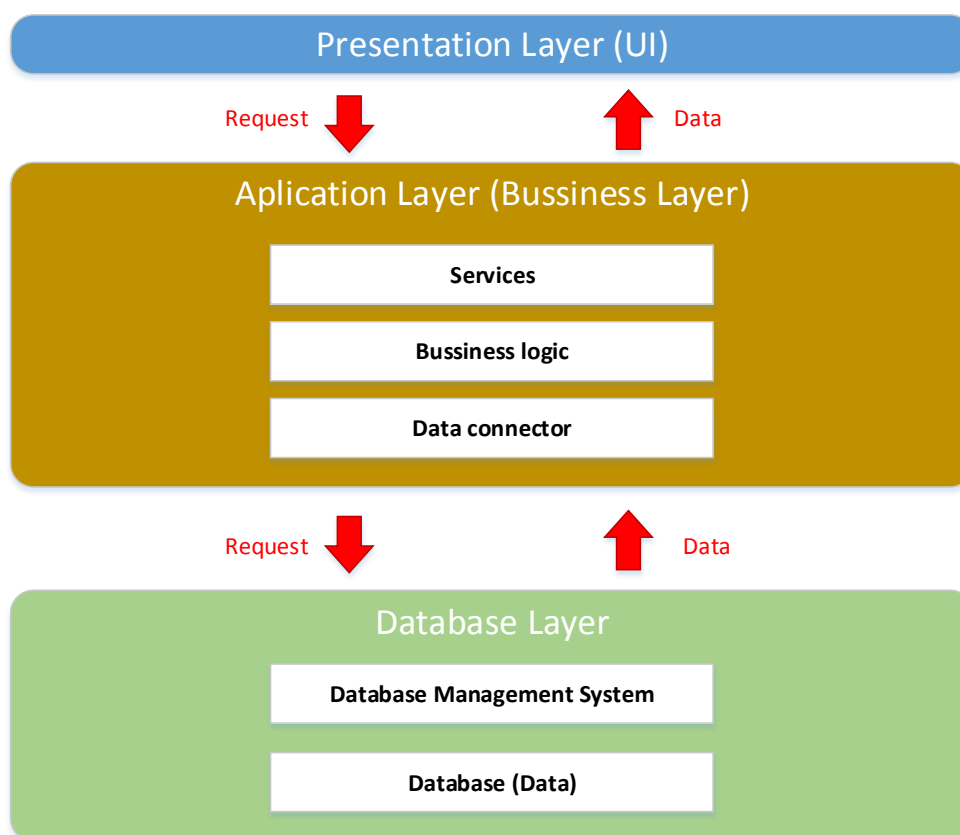 Presentation Layer (UI)
Request
Data
Aplication Layer (Bussiness Layer)
Services
Bussiness logic
Data connector
Request
Data
Database Layer
Database Management System
Database (Data)